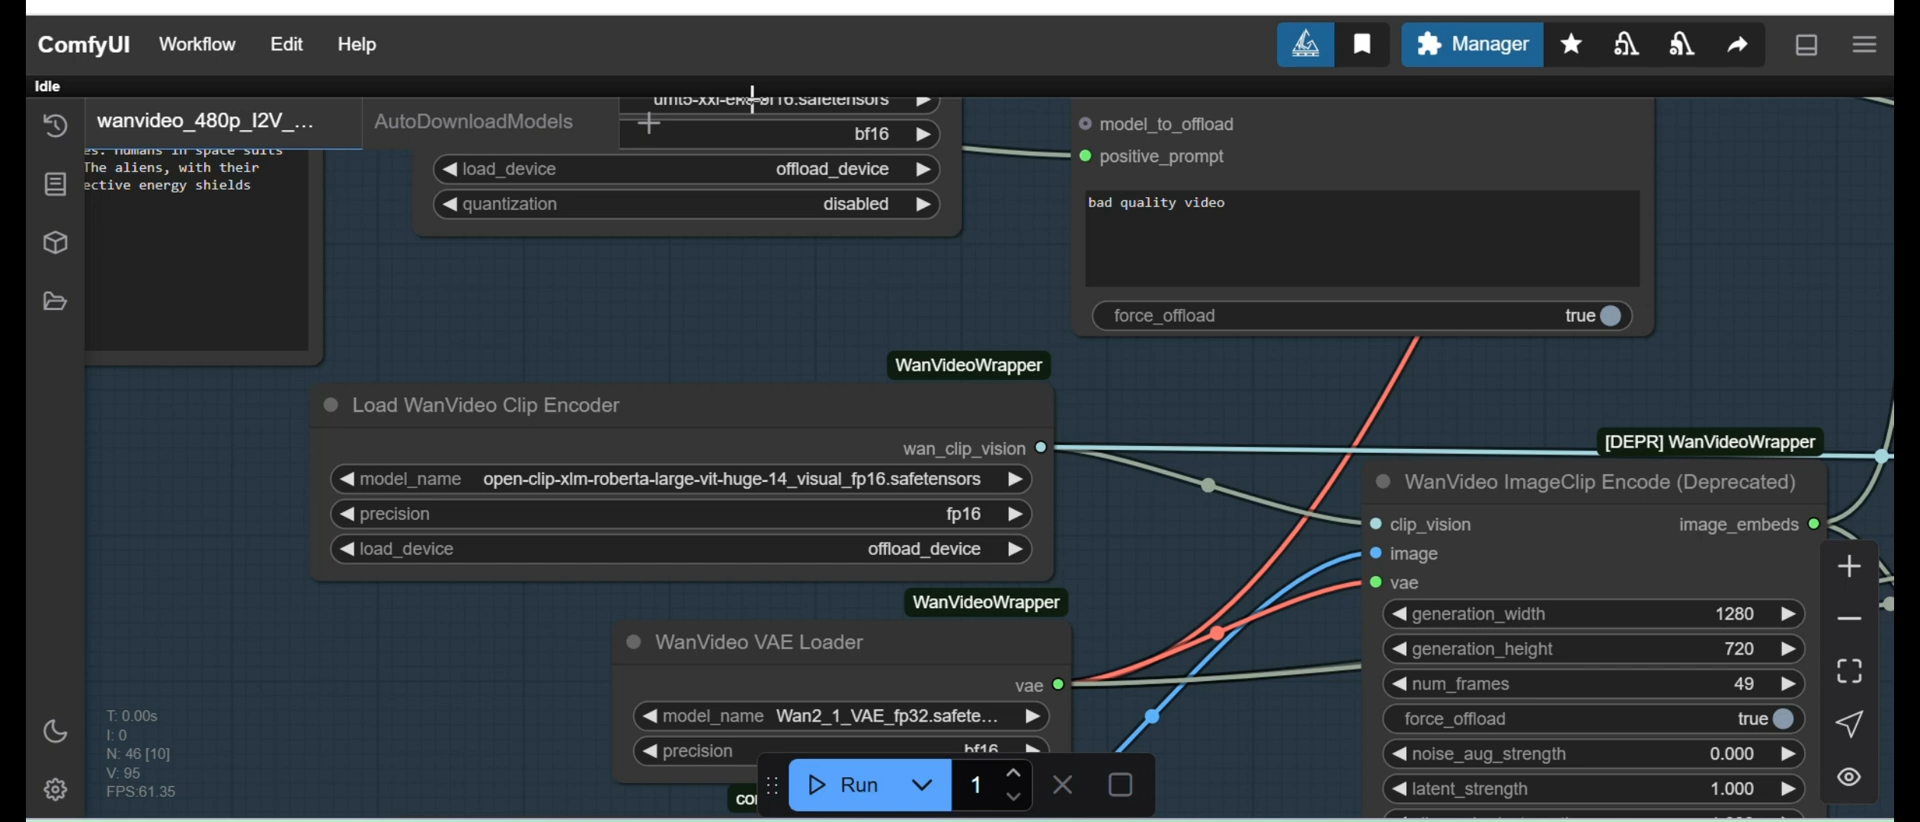 ComfyUI Workflow Edit Help
Manager
Idle
wanvideo_480p_I2V_...
AutoDownloadModels
bf16
load_device offload_device
quantization disabled
The aliens, with their
ective energy shields
model_to_offload
positive_prompt
bad quality video
force_offload true
WanVideoWrapper
Load WanVideo Clip Encoder
wan_clip_vision
model_name open-clip-xlm-roberta-large-vit-huge-14_visual_fp16.safetensors
precision fp16
load_device offload_device
WanVideoWrapper
WanVideo VAE Loader
vae
model_name Wan2_1_VAE_fp32.safete...
precision bf16
[DEPR] WanVideoWrapper
WanVideo ImageClip Encode (Deprecated)
clip_vision image_embeds
image
vae
generation_width 1280
generation_height 720
num_frames 49
force_offload true
noise_aug_strength 0.000
latent_strength 1.000
T: 0.00s
I: 0
N: 46 [10]
V: 95
FPS:61.35
Run 1